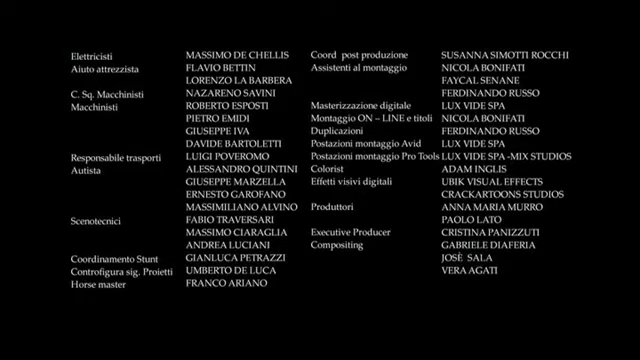 Elettricisti MASSIMO DE CHELLIS
Aiuto attrezzista FLAVIO BETTIN
LORENZO LA BARBERA
C. Sq. Macchinisti NAZARENO SAVINI
Macchinisti ROBERTO ESPOSTI
PIETRO EMIDI
GIUSEPPE IVA
DAVIDE BARTOLETTI
Responsabile trasporti LUIGI POVEROMO
Autista ALESSANDRO QUINTINI
GIUSEPPE MARZELLA
ERNESTO GAROFANO
MASSIMILIANO ALVINO
Scenotecnici FABIO TRAVERSARI
MASSIMO CIARAGLIA
ANDREA LUCIANI
Coordinamento Stunt GIANLUCA PETRAZZI
Controfigura sig. Proietti UMBERTO DE LUCA
Horse master FRANCO ARIANO
Coord post produzione SUSANNA SIMOTTI ROCCHI
Assistenti al montaggio NICOLA BONIFATI
FAYCAL SENANE
FERDINANDO RUSSO
Masterizzazione digitale LUX VIDE SPA
Montaggio ON – LINE e titoli NICOLA BONIFATI
Duplicazioni FERDINANDO RUSSO
Postazioni montaggio Avid LUX VIDE SPA
Postazioni montaggio Pro Tools LUX VIDE SPA -MIX STUDIOS
Colorist ADAM INGLIS
Effetti visivi digitali UBIK VISUAL EFFECTS
CRACKARTOONS STUDIOS
Produttori ANNA MARIA MURRO
PAOLO LATO
Executive Producer CRISTINA PANIZZUTI
Compositing GABRIELE DIAFERIA
JOSÈ SALA
VERA AGATI